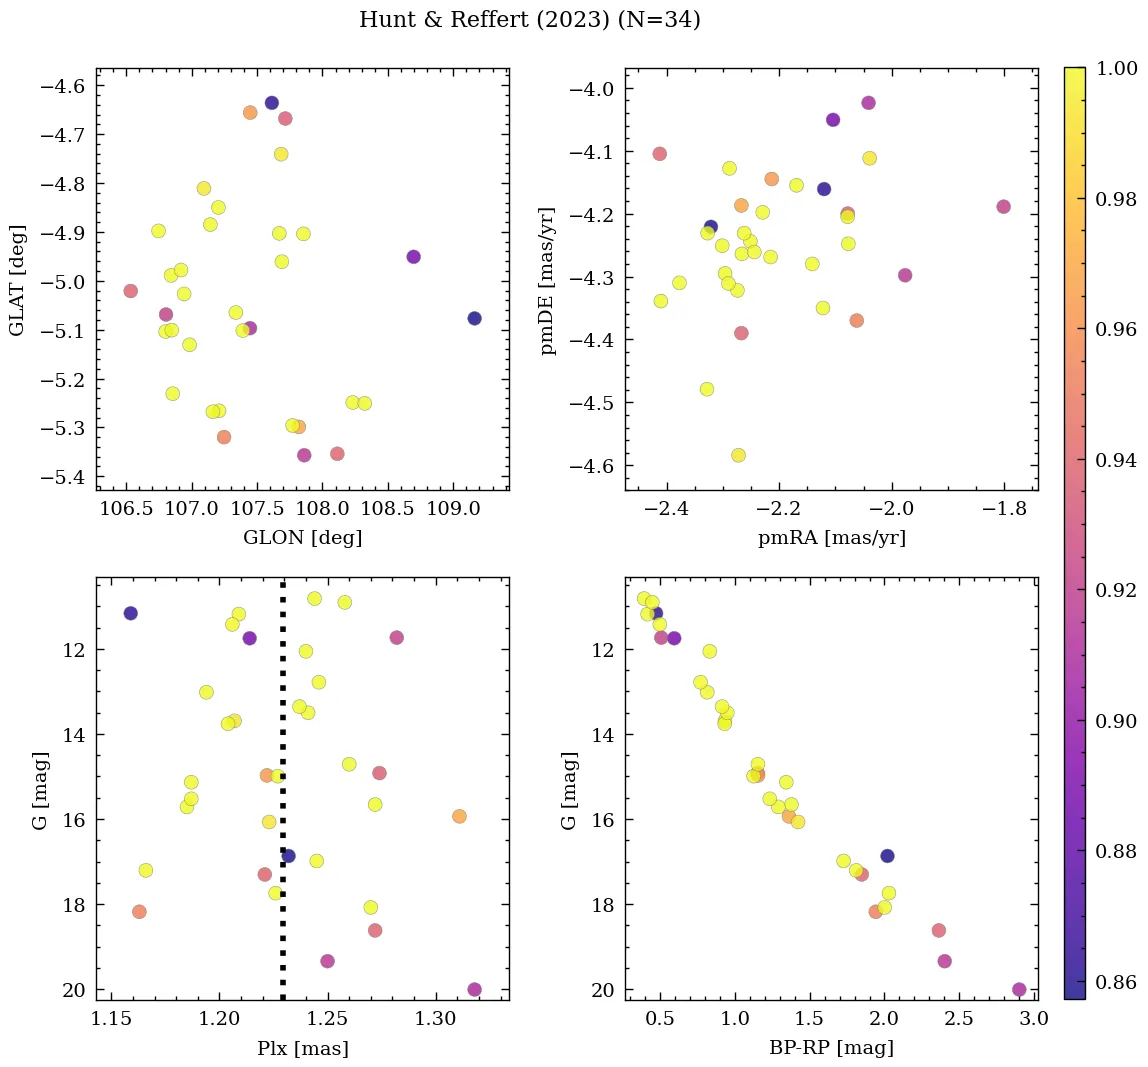 Hunt & Reffert (2023) (N=34)
−4.6
−4.7
−4.8
−4.9
−5.0
−5.1
−5.2
−5.3
−5.4
GLAT [deg]
106.5 107.0 107.5 108.0 108.5 109.0
GLON [deg]
−4.0
−4.1
−4.2
−4.3
−4.4
−4.5
−4.6
pmDE [mas/yr]
−2.4 −2.2 −2.0 −1.8
pmRA [mas/yr]
12
14
16
18
20
G [mag]
1.15 1.20 1.25 1.30
Plx [mas]
12
14
16
18
20
G [mag]
0.5 1.0 1.5 2.0 2.5 3.0
BP-RP [mag]
1.00
0.98
0.96
0.94
0.92
0.90
0.88
0.86